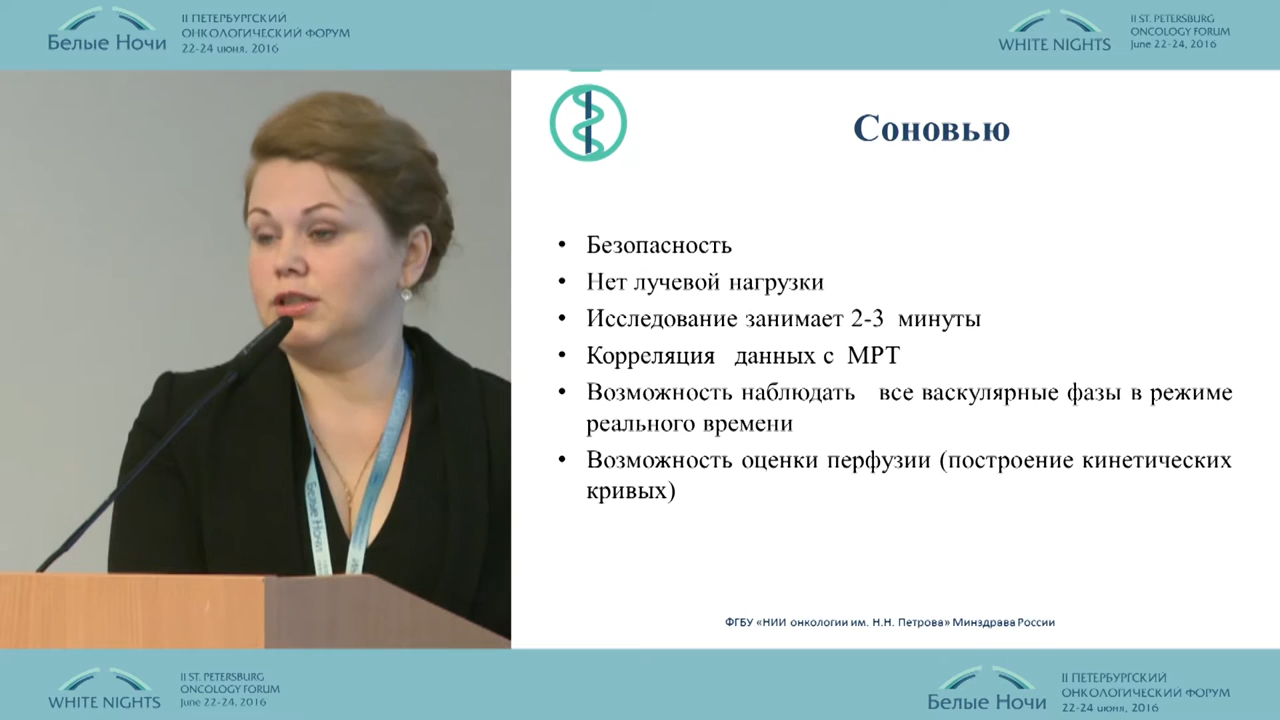 II ПЕТЕРБУРГСКИЙ
ОНКОЛОГИЧЕСКИЙ ФОРУМ
Белые Ночи
22-24 июня, 2016
II ST. PETERSBURG
ONCOLOGY FORUM
WHITE NIGHTS
June 22-24, 2016
Соновью
• Безопасность
• Нет лучевой нагрузки
• Исследование занимает 2-3 минуты
• Корреляция данных с МРТ
• Возможность наблюдать все васкулярные фазы в режиме
реального времени
• Возможность оценки перфузии (построение кинетических
кривых)
Белые Ночи
ФГБУ «НИИ онкологии им. Н.Н. Петрова» Минздрава России
II ST. PETERSBURG
ONCOLOGY FORUM
WHITE NIGHTS
June 22-24, 2016
II ПЕТЕРБУРГСКИЙ
ОНКОЛОГИЧЕСКИЙ ФОРУМ
Белые Ночи
22-24 июня, 2016